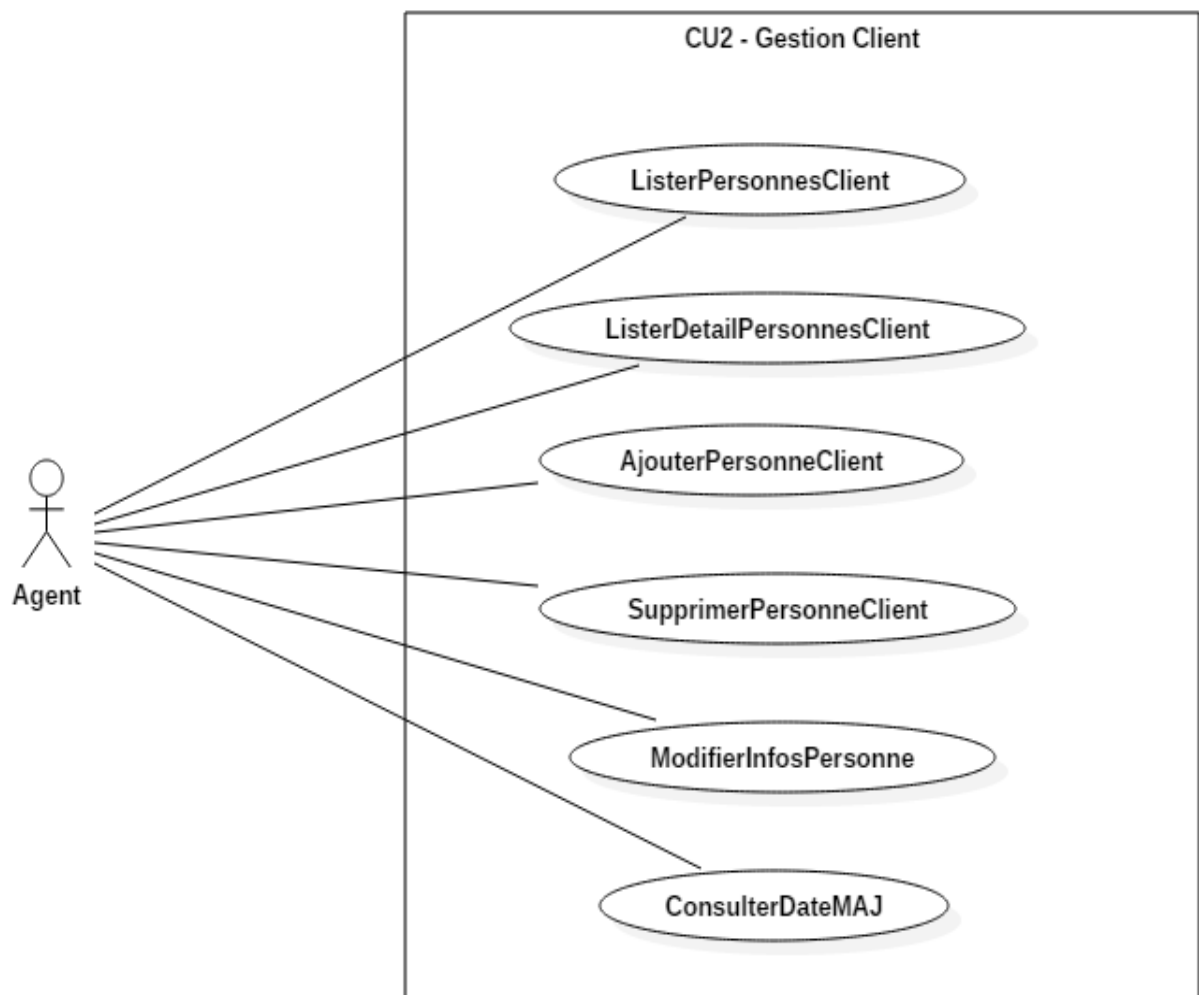 CU2 - Gestion Client
ListerPersonnesClient
ListerDetailPersonnesClient
AjouterPersonneClient
Agent
SupprimerPersonneClient
ModifierInfosPersonne
ConsulterDateMAJ